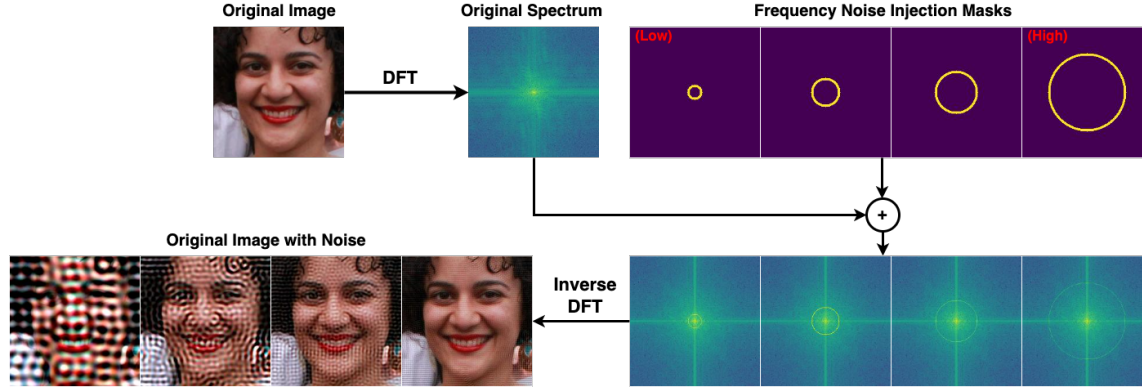 Original Image
Original Spectrum
Frequency Noise Injection Masks
(Low)
(High)
DFT
+
Original Image with Noise
Inverse
DFT